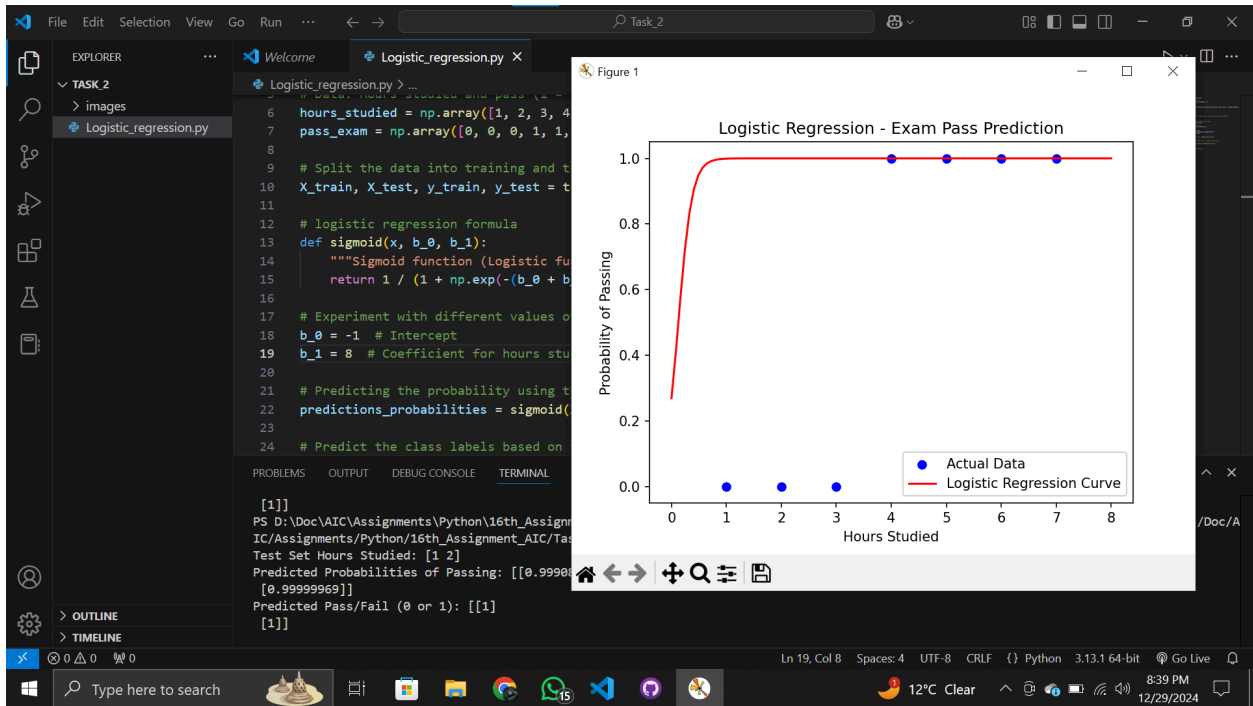 File Edit Selection View Go Run ··· Task_2
EXPLORER ···
TASK_2
images
Logistic_regression.py
OUTLINE
TIMELINE
Welcome Logistic_regression.py
Logistic_regression.py > ...
6 hours_studied = np.array([1, 2, 3, 4
7 pass_exam = np.array([0, 0, 0, 1, 1,
8
9 # Split the data into training and t
10 X_train, X_test, y_train, y_test = t
11
12 # logistic regression formula
13 def sigmoid(x, b_0, b_1):
14 """Sigmoid function (Logistic fu
15 return 1 / (1 + np.exp(-(b_0 + b
16
17 # Experiment with different values o
18 b_0 = -1 # Intercept
19 b_1 = 8 # Coefficient for hours stu
20
21 # Predicting the probability using t
22 predictions_probabilities = sigmoid(
23
24 # Predict the class labels based on
PROBLEMS OUTPUT DEBUG CONSOLE TERMINAL
[1]]
PS D:\Doc\AIC\Assignments\Python\16th_Assign
/Doc/A
IC/Assignments/Python/16th_Assignment_AIC/Tas
Test Set Hours Studied: [1 2]
Predicted Probabilities of Passing: [[0.9990
[0.99999969]]
Predicted Pass/Fail (0 or 1): [[1]
[1]]
Figure 1
Logistic Regression - Exam Pass Prediction
1.0
0.8
0.6
0.4
0.2
0.0
Probability of Passing
Actual Data
Logistic Regression Curve
0 1 2 3 4 5 6 7 8
Hours Studied
0 0 0 Ln 19, Col 8 Spaces: 4 UTF-8 CRLF {} Python 3.13.1 64-bit Go Live
Type here to search 15 1 12°C Clear 8:39 PM
12/29/2024